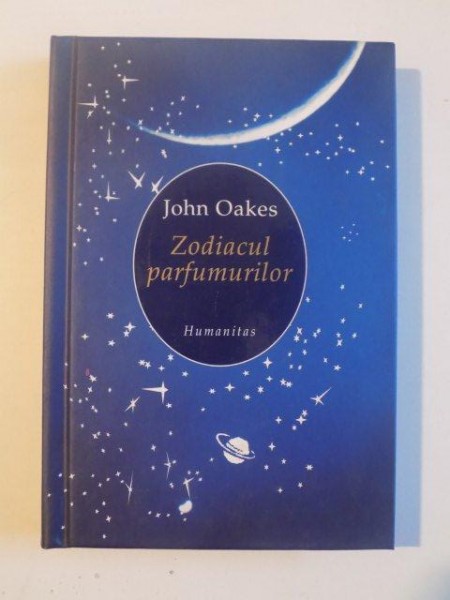 John Oakes
Zodiacul
parfumurilor
Humanitas